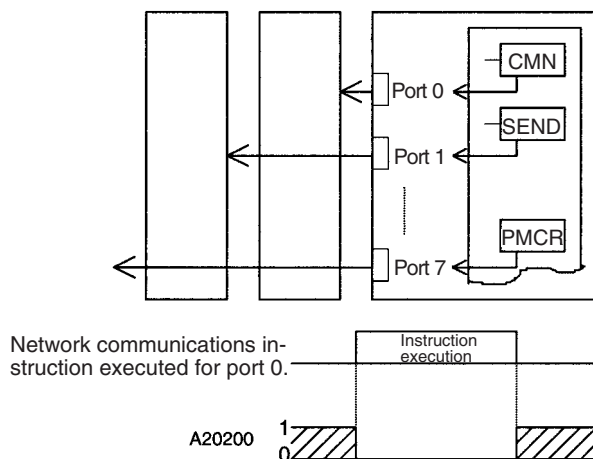 CMN
Port 0
SEND
Port 1
PMCR
Port 7
Network communications in-
struction executed for port 0.
Instruction
execution
A20200
1
0